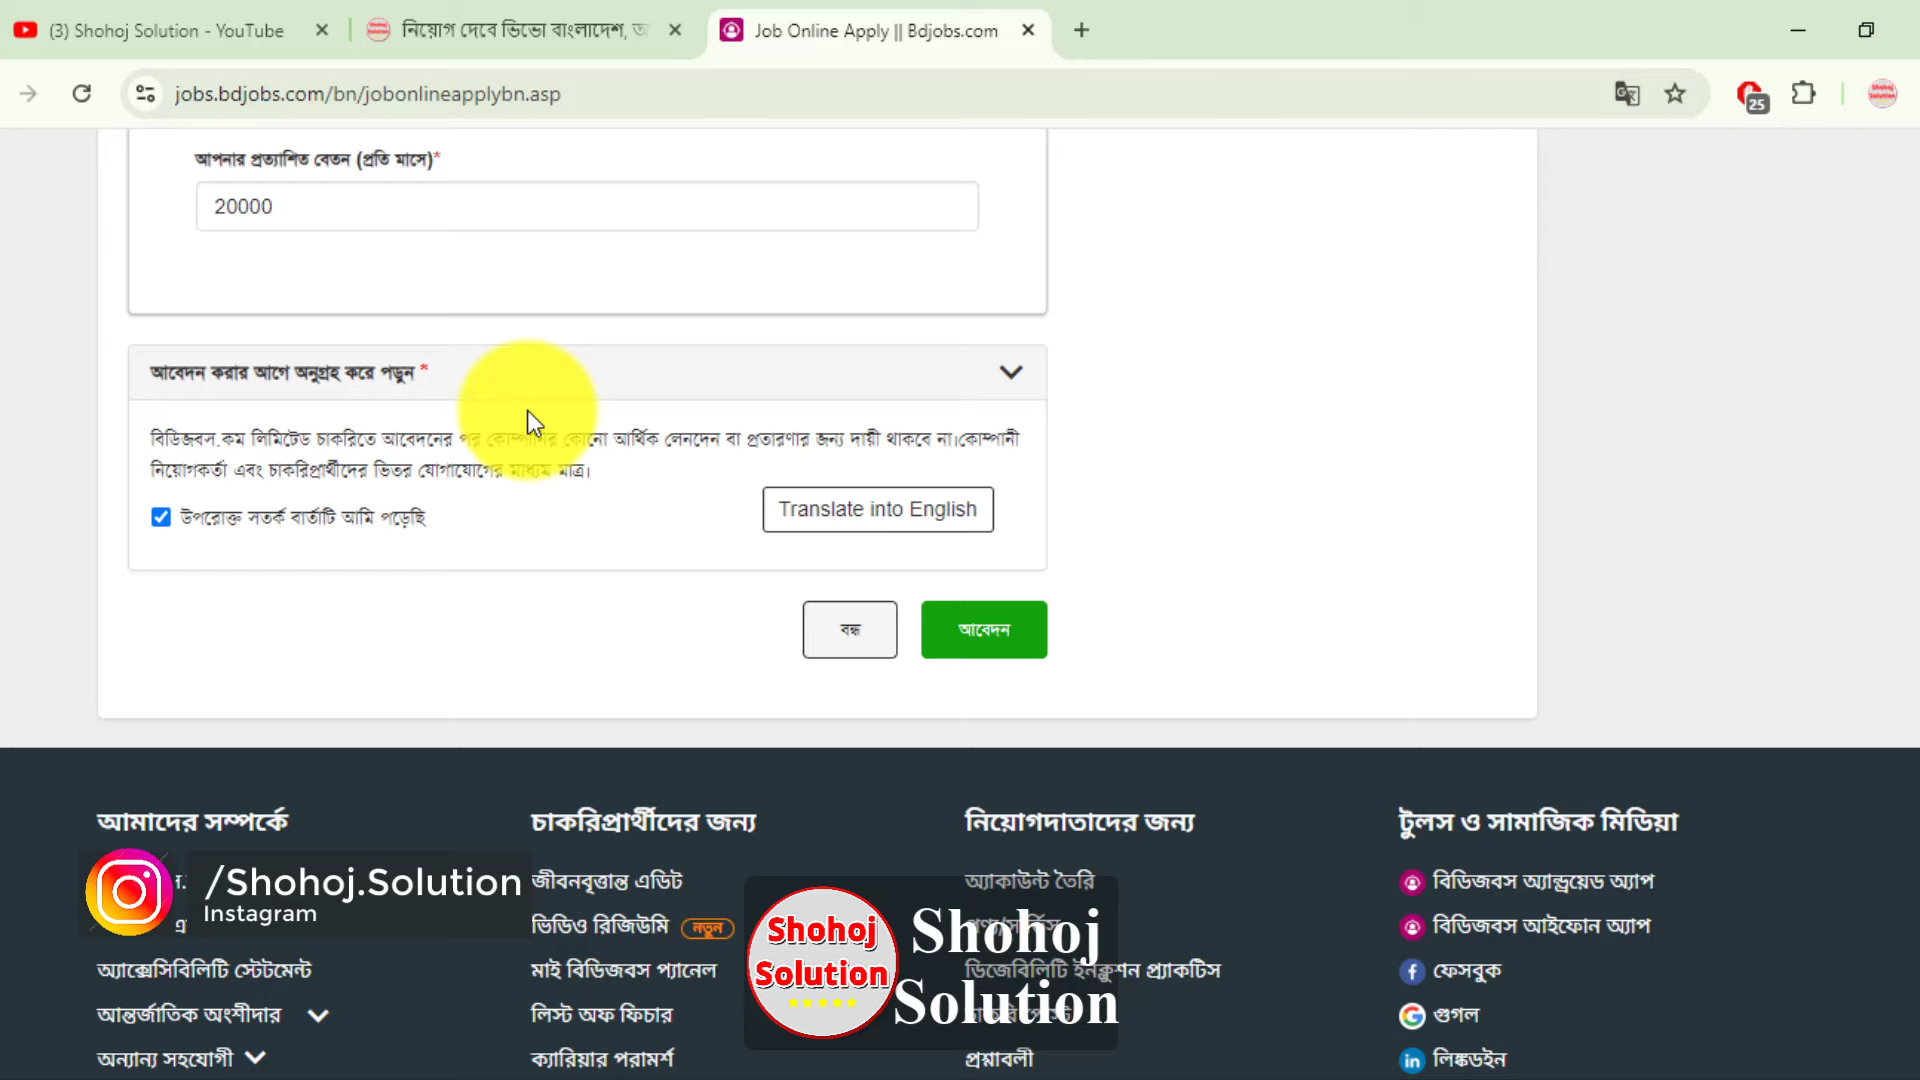 (3) Shohoj Solution - YouTube
নিয়োগ দেবে ভিভো বাংলাদেশ, অ
Job Online Apply || Bdjobs.com
jobs.bdjobs.com/bn/jobonlineapplybn.asp
25
আপনার প্রত্যাশিত বেতন (প্রতি মাসে)*
20000
আবেদন করার আগে অনুগ্রহ করে পড়ুন *
বিডিজবস.কম লিমিটেড চাকরিতে আবেদনের পর কোম্পানির কোনো আর্থিক লেনদেন বা প্রতারণার জন্য দায়ী থাকবে না।কোম্পানী
নিয়োগকর্তা এবং চাকরিপ্রার্থীদের ভিতর যোগাযোগের মাধ্যম মাত্র।
উপরোক্ত সতর্ক বার্তাটি আমি পড়েছি
Translate into English
বন্ধ
আবেদন
আমাদের সম্পর্কে
চাকরিপ্রার্থীদের জন্য
নিয়োগদাতাদের জন্য
টুলস ও সামাজিক মিডিয়া
/Shohoj.Solution
Instagram
জীবনবৃত্তান্ত এডিট
অ্যাকাউন্ট তৈরি
বিডিজবস অ্যান্ড্রয়েড অ্যাপ
ভিডিও রিজিউমি নতুন
বিডিজবস আইফোন অ্যাপ
Shohoj
Solution
Shohoj
Solution
অ্যাক্সেসিবিলিটি স্টেটমেন্ট
মাই বিডিজবস প্যানেল
ডিজেবিলিটি ইনক্লুশন প্র্যাকটিস
ফেসবুক
আন্তর্জাতিক অংশীদার
লিস্ট অফ ফিচার
গুগল
অন্যান্য সহযোগী
ক্যারিয়ার পরামর্শ
প্রশ্নাবলী
লিঙ্কডইন